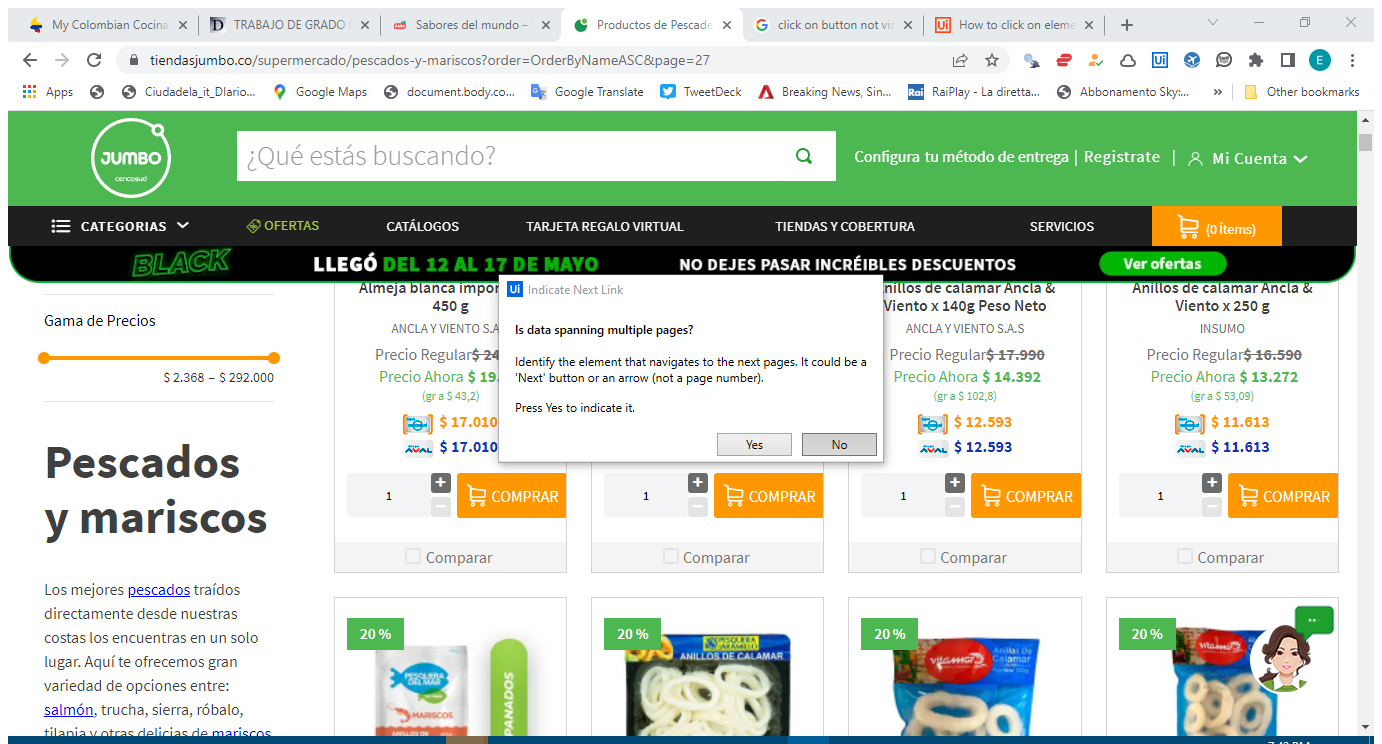 My Colombian Cocina
TRABAJO DE GRADO
Sabores del mundo –
Productos de Pescade
click on button not vis
How to click on eleme
tiendasjumbo.co/supermercado/pescados-y-mariscos?order=OrderByNameASC&page=27
E
Apps
Ciudadela_it_DIario...
Google Maps
document.body.co...
Google Translate
TweetDeck
Breaking News, Sin...
RaiPlay - La diretta...
Abbonamento Sky:...
»
Other bookmarks
JUMBO
cencosud
¿Qué estás buscando?
Configura tu método de entrega | Registrate | Mi Cuenta
CATEGORIAS
OFERTAS
CATÁLOGOS
TARJETA REGALO VIRTUAL
TIENDAS Y COBERTURA
SERVICIOS
(0 Ítems)
BLACK
LLEGÓ DEL 12 AL 17 DE MAYO
NO DEJES PASAR INCRÉIBLES DESCUENTOS
Ver ofertas
Gama de Precios
$ 2.368 – $ 292.000
Pescados
y mariscos
Los mejores pescados traídos
directamente desde nuestras
costas los encuentras en un solo
lugar. Aquí te ofrecemos gran
variedad de opciones entre:
salmón, trucha, sierra, róbalo,
tilapia y otras delicias de mariscos
Almeja blanca impor
450 g
ANCLA Y VIENTO S.A
Precio Regular$ 24
Precio Ahora $ 19.
(gr a $ 43,2)
$ 17.010
AVAL $ 17.010
1
+
−
COMPRAR
Comparar
Ui Indicate Next Link
Is data spanning multiple pages?
Identify the element that navigates to the next pages. It could be a
'Next' button or an arrow (not a page number).
Press Yes to indicate it.
Yes
No
1
+
−
COMPRAR
Comparar
Anillos de calamar Ancla &
Viento x 140g Peso Neto
ANCLA Y VIENTO S.A.S
Precio Regular$ 17.990
Precio Ahora $ 14.392
(gr a $ 102,8)
$ 12.593
AVAL $ 12.593
1
+
−
COMPRAR
Comparar
Anillos de calamar Ancla &
Viento x 250 g
INSUMO
Precio Regular$ 16.590
Precio Ahora $ 13.272
(gr a $ 53,09)
$ 11.613
AVAL $ 11.613
1
+
−
COMPRAR
Comparar
20 %
PESQUERA
DEL MAR
MARISCOS
ANILLOS DE CALAMAR
PANADOS
20 %
PESQUERA
JARAMILLO
ANILLOS DE CALAMAR
20 %
vitamar
Anillas De
Calamar
20 %
vitamar